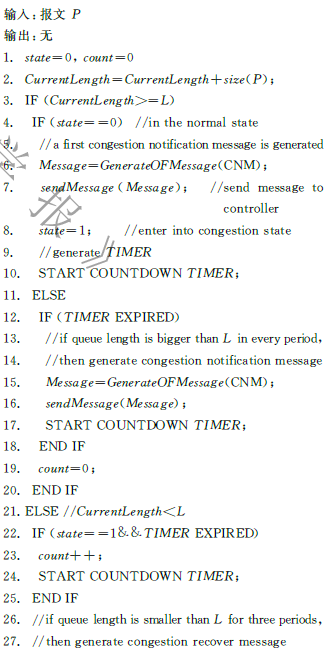 输入：报文 P
输出：无
1. state=0, count=0
2. CurrentLength=CurrentLength+size(P);
3. IF (CurrentLength>=L)
4. IF (state==0) //in the normal state
5. //a first congestion notification message is generated
6. Message=GenerateOFMessage(CNM);
7. sendMessage(Message); //send message to
controller
8. state=1; //enter into congestion state
9. //generate TIMER
10. START COUNTDOWN TIMER;
11. ELSE
12. IF (TIMER EXPIRED)
13. //if queue length is bigger than L in every period,
14. //then generate congestion notification message
15. Message=GenerateOFMessage(CNM);
16. sendMessage(Message);
17. START COUNTDOWN TIMER;
18. END IF
19. count=0;
20. END IF
21. ELSE //CurrentLength<L
22. IF (state==1&&TIMER EXPIRED)
23. count++;
24. START COUNTDOWN TIMER;
25. END IF
26. //if queue length is smaller than L for three periods,
27. //then generate congestion recover message
学报》